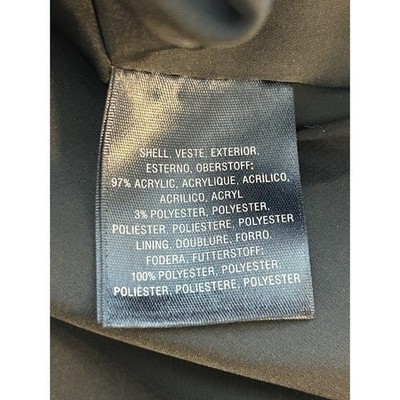 SHELL, VESTE, EXTERIOR,
ESTERNO, OBERSTOFF:
97% ACRYLIC, ACRYLIQUE, ACRILICO,
ACRILICO, ACRYL
3% POLYESTER, POLYESTER,
POLIÉSTER, POLIESTERE, POLYESTER
LINING, DOUBLURE, FORRO,
FODERA, FUTTERSTOFF:
100% POLYESTER, POLYESTER,
POLIÉSTER, POLIESTERE, POLYESTER